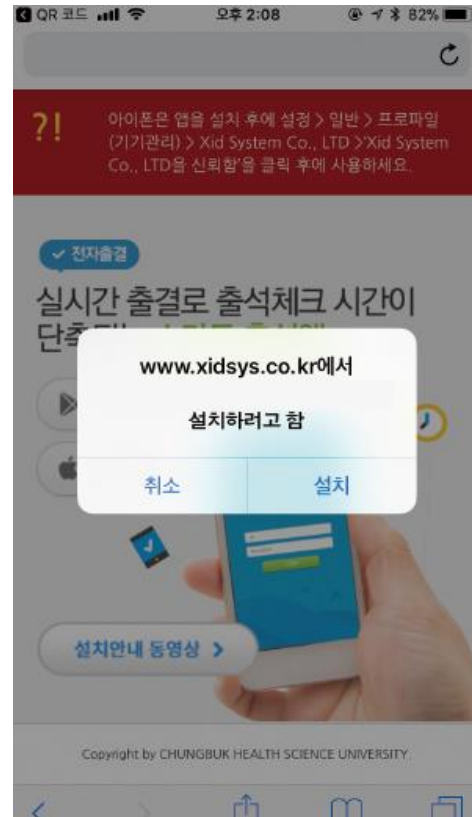 QR 코드
오후 2:08
82%
?!
아이폰은 앱을 설치 후에 설정 > 일반 > 프로파일
(기기관리) > Xid System Co., LTD >'Xid System
Co., LTD을 신뢰함'을 클릭 후에 사용하세요.
전자출결
실시간 출결로 출석체크 시간이
www.xidsys.co.kr에서
설치하려고 함
취소
설치
설치안내 동영상 >
Copyright by CHUNGBUK HEALTH SCIENCE UNIVERSITY.